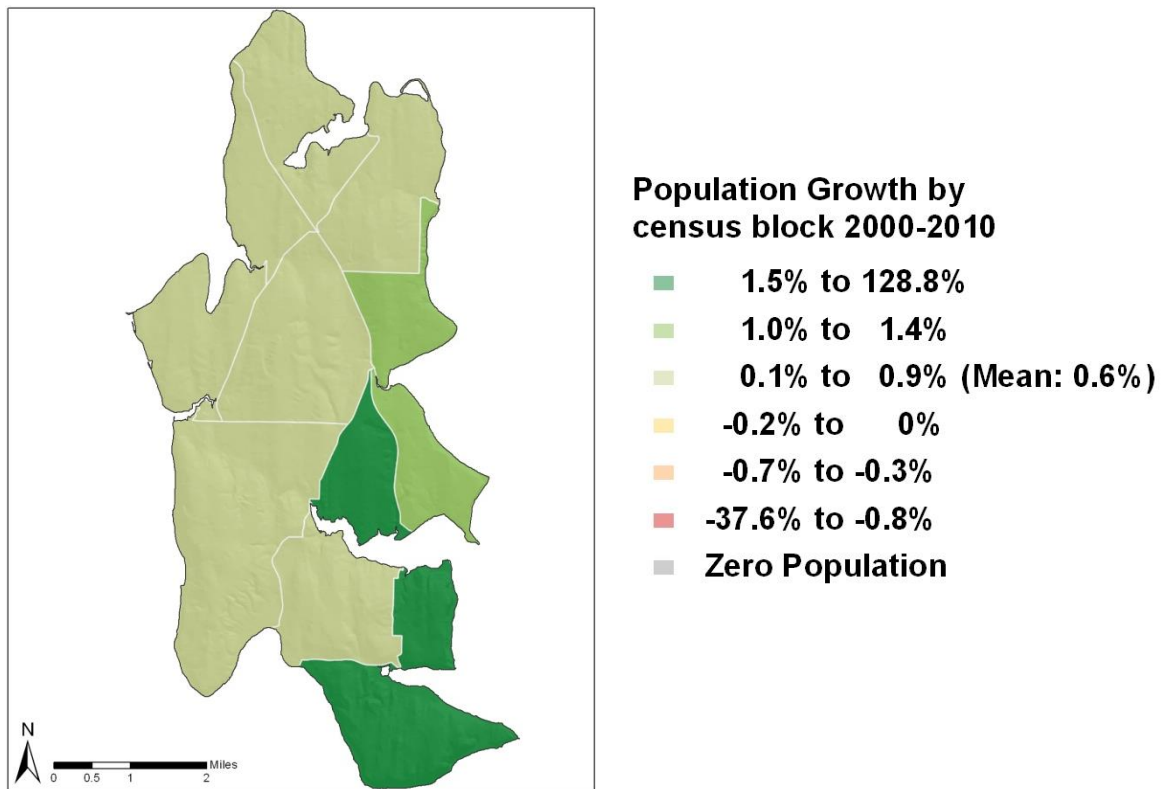 Population Growth by
census block 2000-2010
1.5% to 128.8%
1.0% to 1.4%
0.1% to 0.9% (Mean: 0.6%)
-0.2% to 0%
-0.7% to -0.3%
-37.6% to -0.8%
Zero Population
N
Miles
0 0.5 1 2